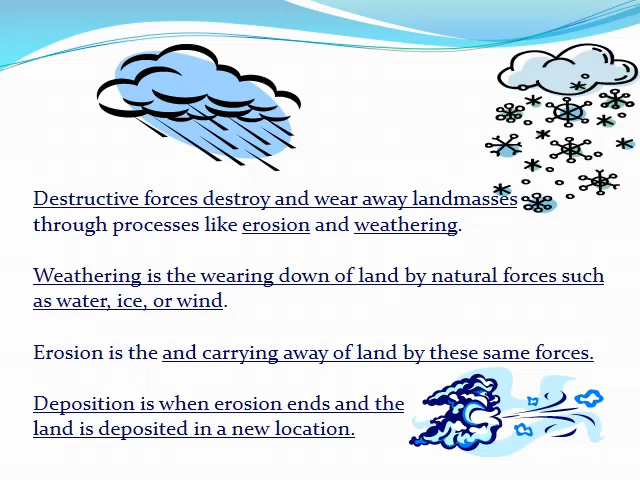 Destructive forces destroy and wear away landmasses
through processes like erosion and weathering.
Weathering is the wearing down of land by natural forces such
as water, ice, or wind.
Erosion is the and carrying away of land by these same forces.
Deposition is when erosion ends and the
land is deposited in a new location.